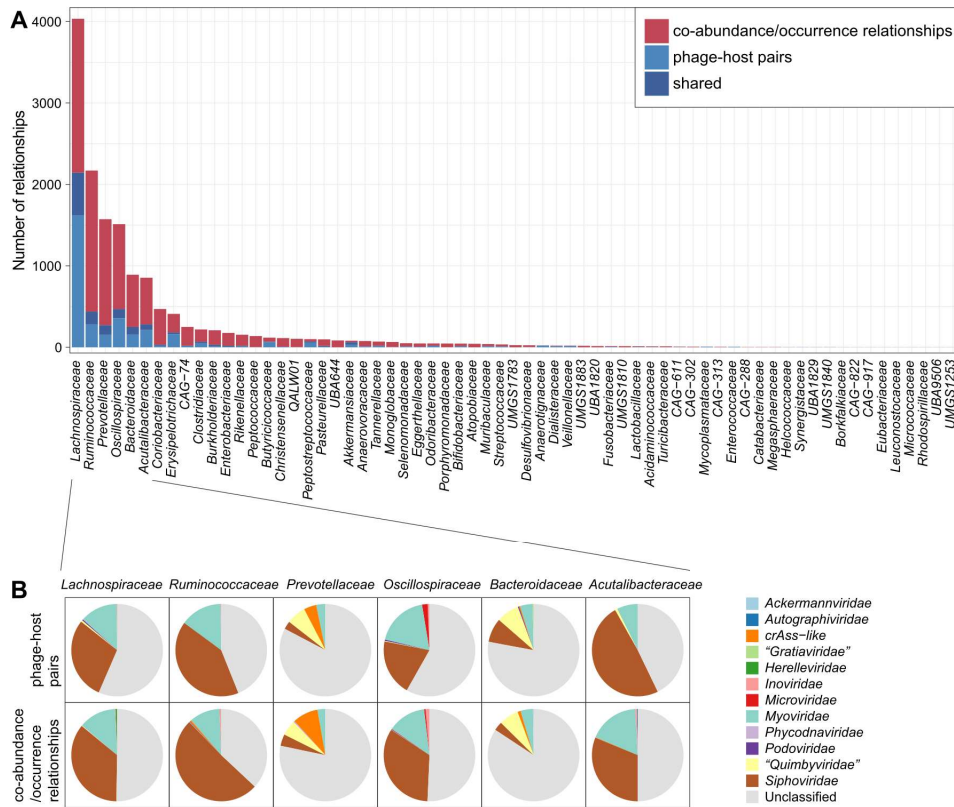 A
4000
3000
2000
1000
0
Number of relationships
co-abundance/occurrence relationships
phage-host pairs
shared
Lachnospiraceae
Ruminococcaceae
Prevotellaceae
Oscillospiraceae
Bacteroidaceae
Acutalibacteraceae
Coriobacteriaceae
Erysipelotrichaceae
CAG-74
Clostridiaceae
Burkholderiaceae
Enterobacteriaceae
Rikenellaceae
Peptococcaceae
Butyricicoccaceae
Christensenellaceae
QALW01
Peptostreptococcaceae
Pasteurellaceae
UBA644
Akkermansiaceae
Anaerovoracaceae
Tannerellaceae
Monoglobaceae
Selenomonadaceae
Eggerthellaceae
Odoribacteraceae
Porphyromonadaceae
Bifidobacteriaceae
Atopobiaceae
Muribaculaceae
Streptococcaceae
UMGS1783
Desulfovibrionaceae
Anaerotignaceae
Dialisteraceae
Veillonellaceae
UMGS1883
UBA1820
UMGS1810
Fusobacteriaceae
Lactobacillaceae
Acidaminococcaceae
Turicibacteraceae
CAG-611
CAG-302
Mycoplasmataceae
CAG-313
Enterococcaceae
CAG-288
Catabacteriaceae
Megasphaeraceae
Helcococcaceae
Synergistaceae
UBA1829
UMGS1840
Borkfalkiaceae
CAG-822
CAG-917
Eubacteriaceae
Leuconostocaceae
Micrococcaceae
Rhodospirillaceae
UBA9506
UMGS1253
B
Lachnospiraceae Ruminococcaceae Prevotellaceae Oscillospiraceae Bacteroidaceae Acutalibacteraceae
phage-host
pairs
co-abundance
/occurrence
relationships
Ackermannviridae
Autographiviridae
crAss-like
“Gratiaviridae”
Herelleviridae
Inoviridae
Microviridae
Myoviridae
Phycodnaviridae
Podoviridae
“Quimbyviridae”
Siphoviridae
Unclassified